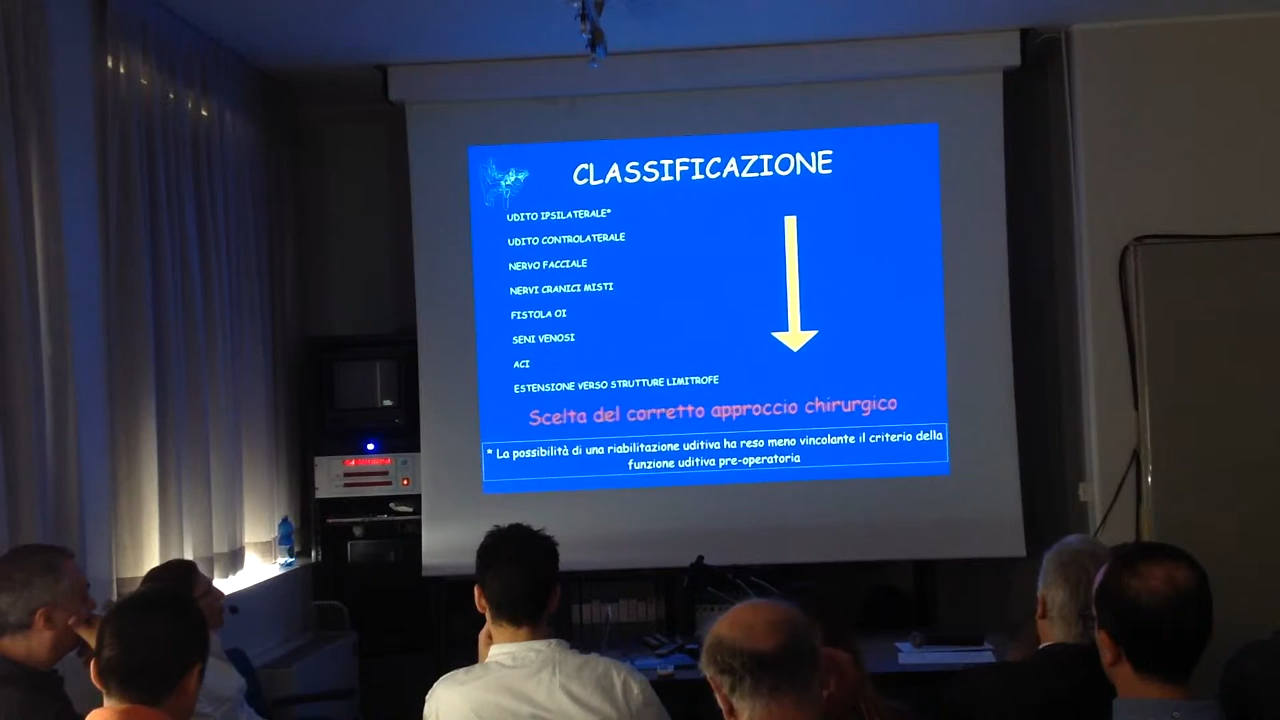 CLASSIFICAZIONE
UDITO IPSILATERALE*
UDITO CONTROLATERALE
NERVO FACCIALE
NERVI CRANICI MISTI
FISTOLA OI
SENI VENOSI
ACI
ESTENSIONE VERSO STRUTTURE LIMITROFE
Scelta del corretto approccio chirurgico
* La possibilità di una riabilitazione uditiva ha reso meno vincolante il criterio della
funzione uditiva pre-operatoria